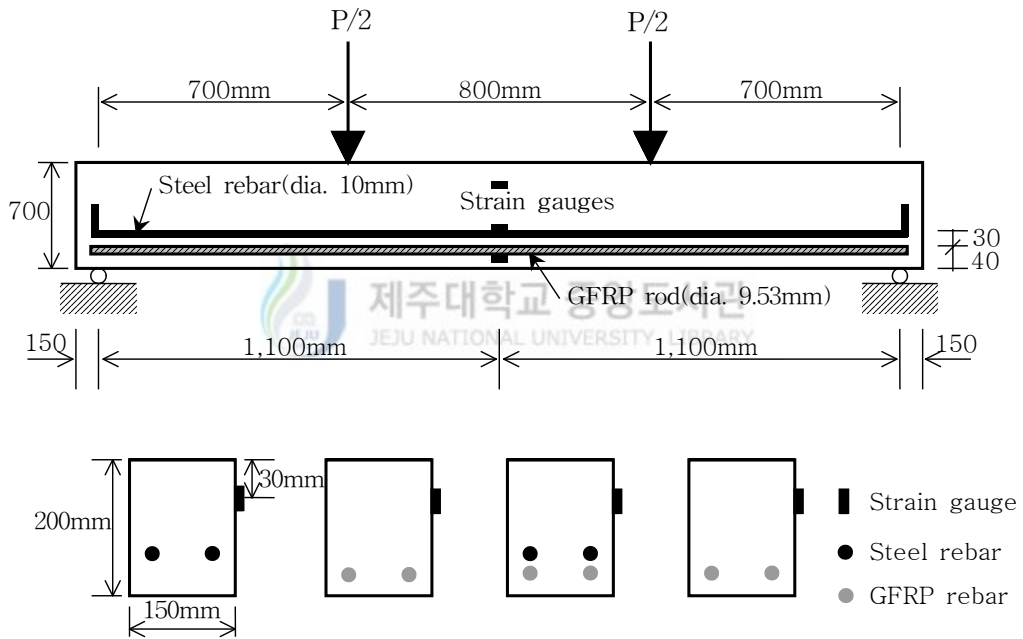 P/2 P/2
700mm 800mm 700mm
Steel rebar(dia. 10mm)
Strain gauges
700
30
40
GFRP rod(dia. 9.53mm)
제주대학교 중앙도서관
JEJU NATIONAL UNIVERSITY LIBRARY
JEJU
150 1,100mm 1,100mm 150
30mm
200mm
150mm
Strain gauge
Steel rebar
GFRP rebar